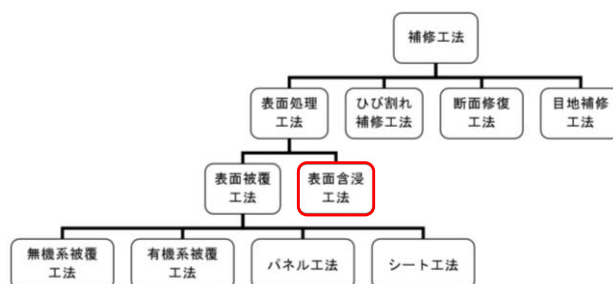 補修工法
表面処理
工法
ひび割れ
補修工法
断面修復
工法
目地補修
工法
表面被覆
工法
表面含浸
工法
無機系被覆
工法
有機系被覆
工法
パネル工法
シート工法